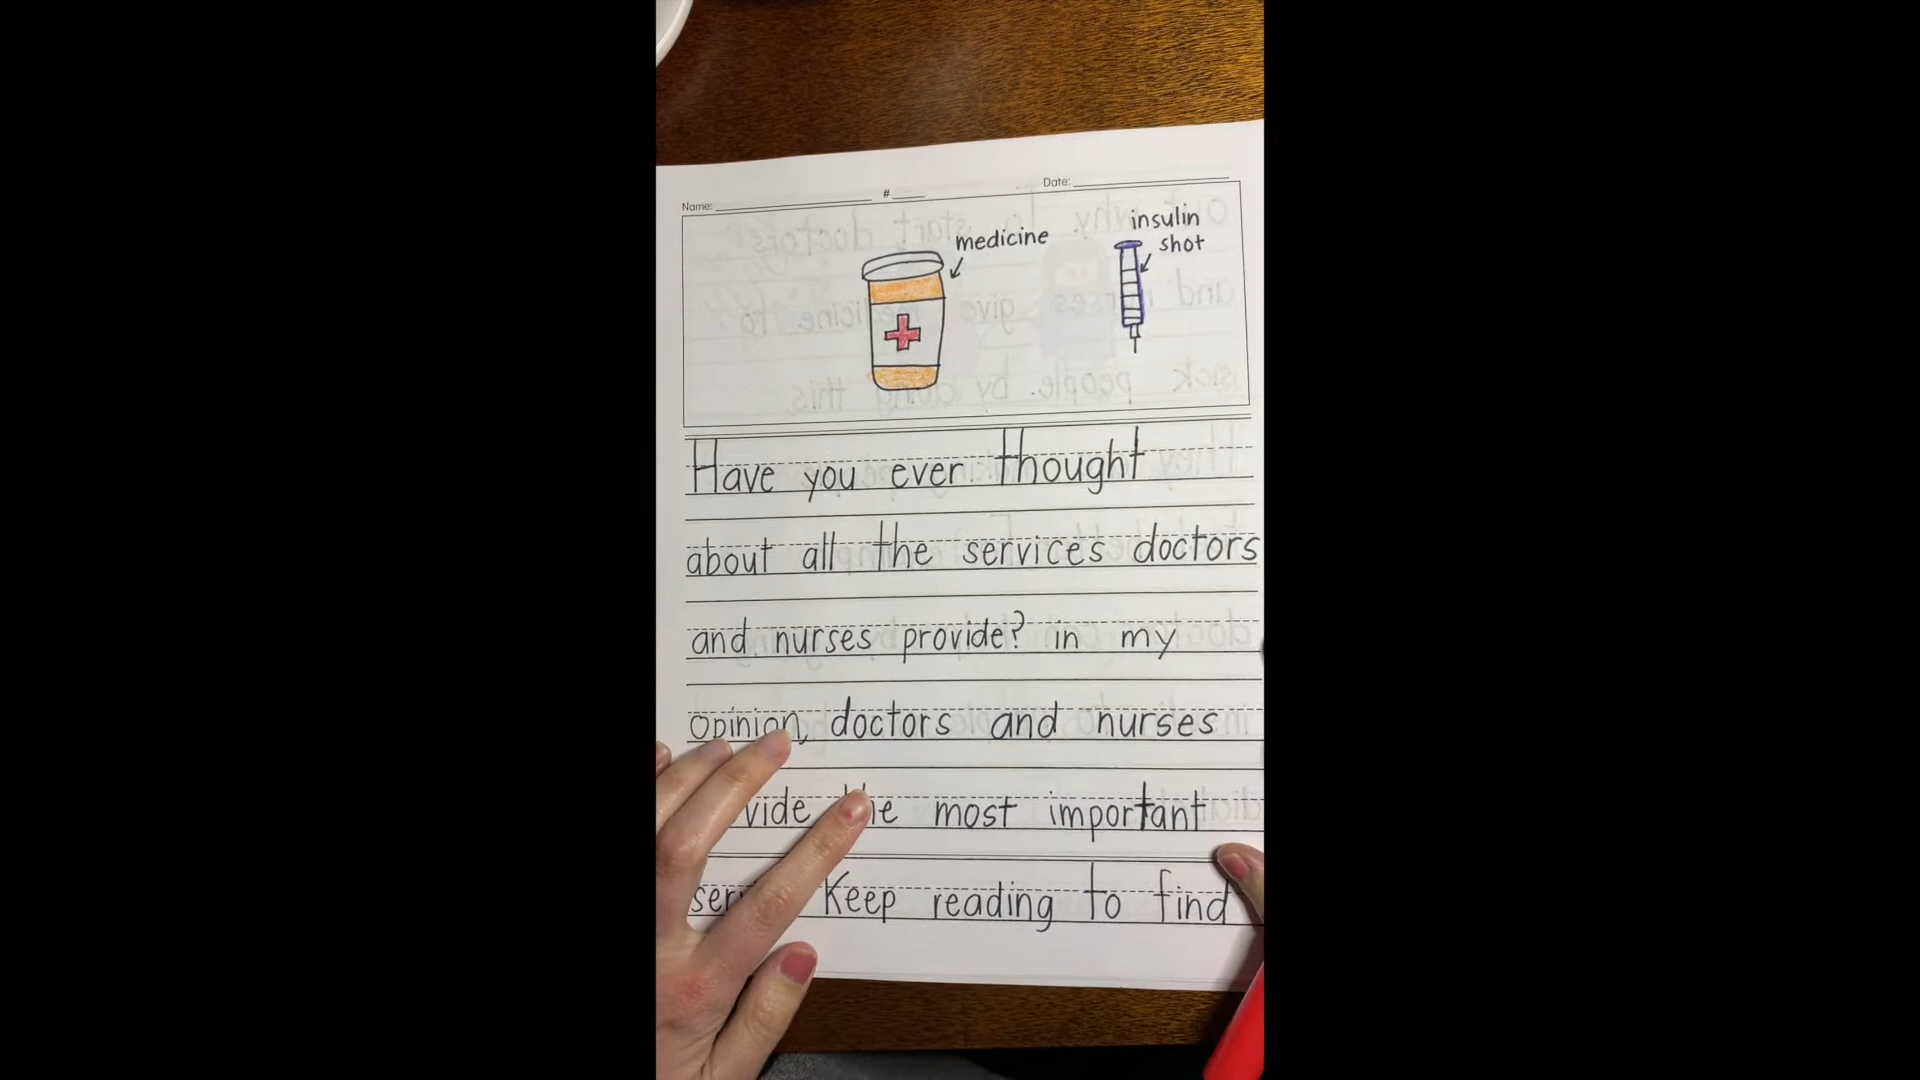 Name: # Date:
medicine
insulin
shot
Have you ever thought
about all the services doctors
and nurses provide? in my
opinion, doctors and nurses
the most important
Keep reading to find